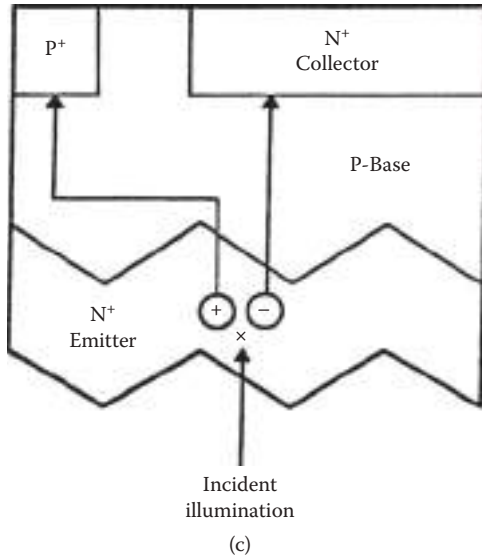 P+
N+
Collector
P-Base
N+
Emitter
+
−
×
Incident
illumination
(c)